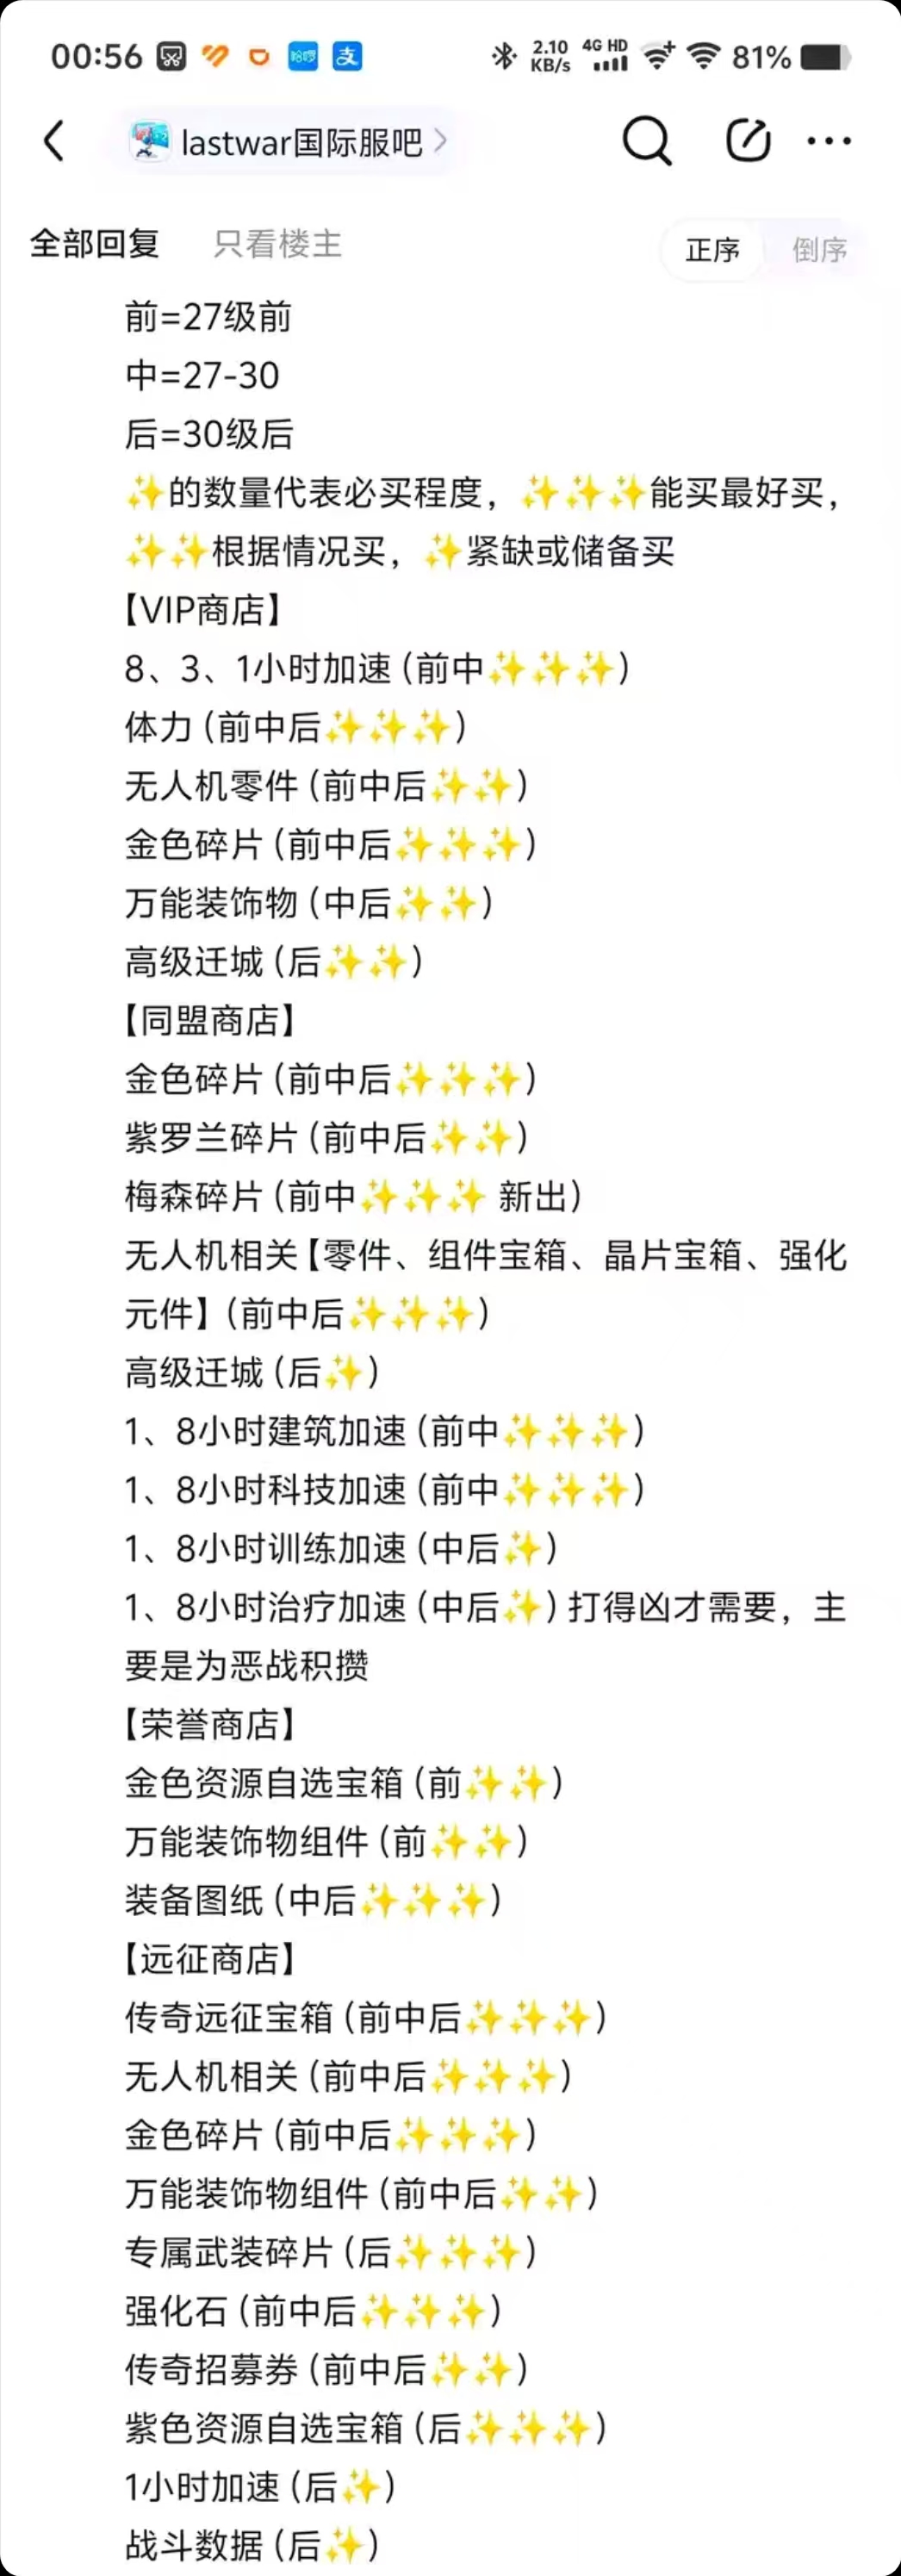 00:56 哈啰 支 2.10 KB/s 4G HD 81%
lastwar国际服吧
全部回复 只看楼主 正序 倒序
前=27级前
中=27-30
后=30级后
✨的数量代表必买程度，✨✨✨能买最好买，
✨✨根据情况买，✨紧缺或储备买
【VIP商店】
8、3、1小时加速（前中✨✨✨）
体力（前中后✨✨✨）
无人机零件（前中后✨✨）
金色碎片（前中后✨✨✨）
万能装饰物（中后✨✨）
高级迁城（后✨✨）
【同盟商店】
金色碎片（前中后✨✨✨）
紫罗兰碎片（前中后✨✨）
梅森碎片（前中✨✨✨ 新出）
无人机相关【零件、组件宝箱、晶片宝箱、强化
元件】（前中后✨✨✨）
高级迁城（后✨）
1、8小时建筑加速（前中✨✨✨）
1、8小时科技加速（前中✨✨✨）
1、8小时训练加速（中后✨）
1、8小时治疗加速（中后✨）打得凶才需要，主
要是为恶战积攒
【荣誉商店】
金色资源自选宝箱（前✨✨）
万能装饰物组件（前✨✨）
装备图纸（中后✨✨✨）
【远征商店】
传奇远征宝箱（前中后✨✨✨）
无人机相关（前中后✨✨✨）
金色碎片（前中后✨✨✨）
万能装饰物组件（前中后✨✨）
专属武装碎片（后✨✨✨）
强化石（前中后✨✨✨）
传奇招募券（前中后✨✨）
紫色资源自选宝箱（后✨✨✨）
1小时加速（后✨）
战斗数据（后✨）